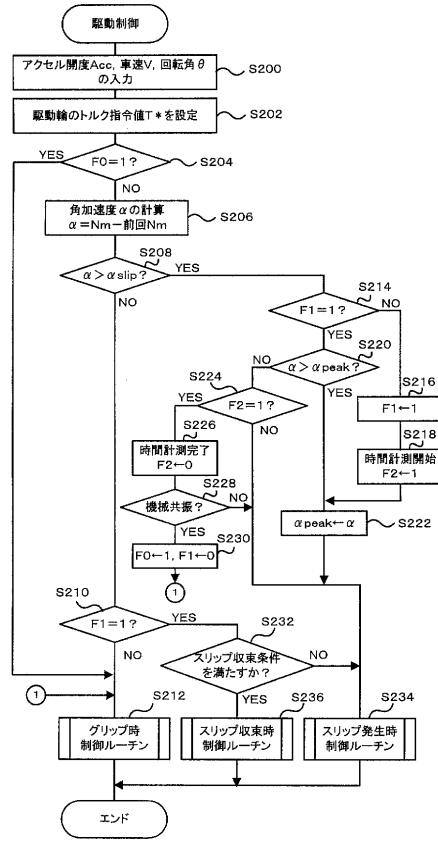 駆動制御
アクセル開度Acc, 車速V, 回転角θ
の入力
S200
駆動輪のトルク指令値T*を設定
S202
F0=1?
S204
YES
NO
角加速度αの計算
α=Nm-前回Nm
S206
α>αslip?
S208
YES
NO
F1=1?
S214
NO
YES
α>αpeak?
S220
NO
YES
F1←1
S216
時間計測開始
F2←1
S218
F2=1?
S224
YES
NO
時間計測完了
F2←0
S226
機械共振?
S228
NO
YES
F0←1, F1←0
S230
1
αpeak←α
S222
F1=1?
S210
YES
NO
スリップ収束条件
を満たすか?
S232
NO
YES
1
グリップ時
制御ルーチン
S212
スリップ収束時
制御ルーチン
S236
スリップ発生時
制御ルーチン
S234
エンド